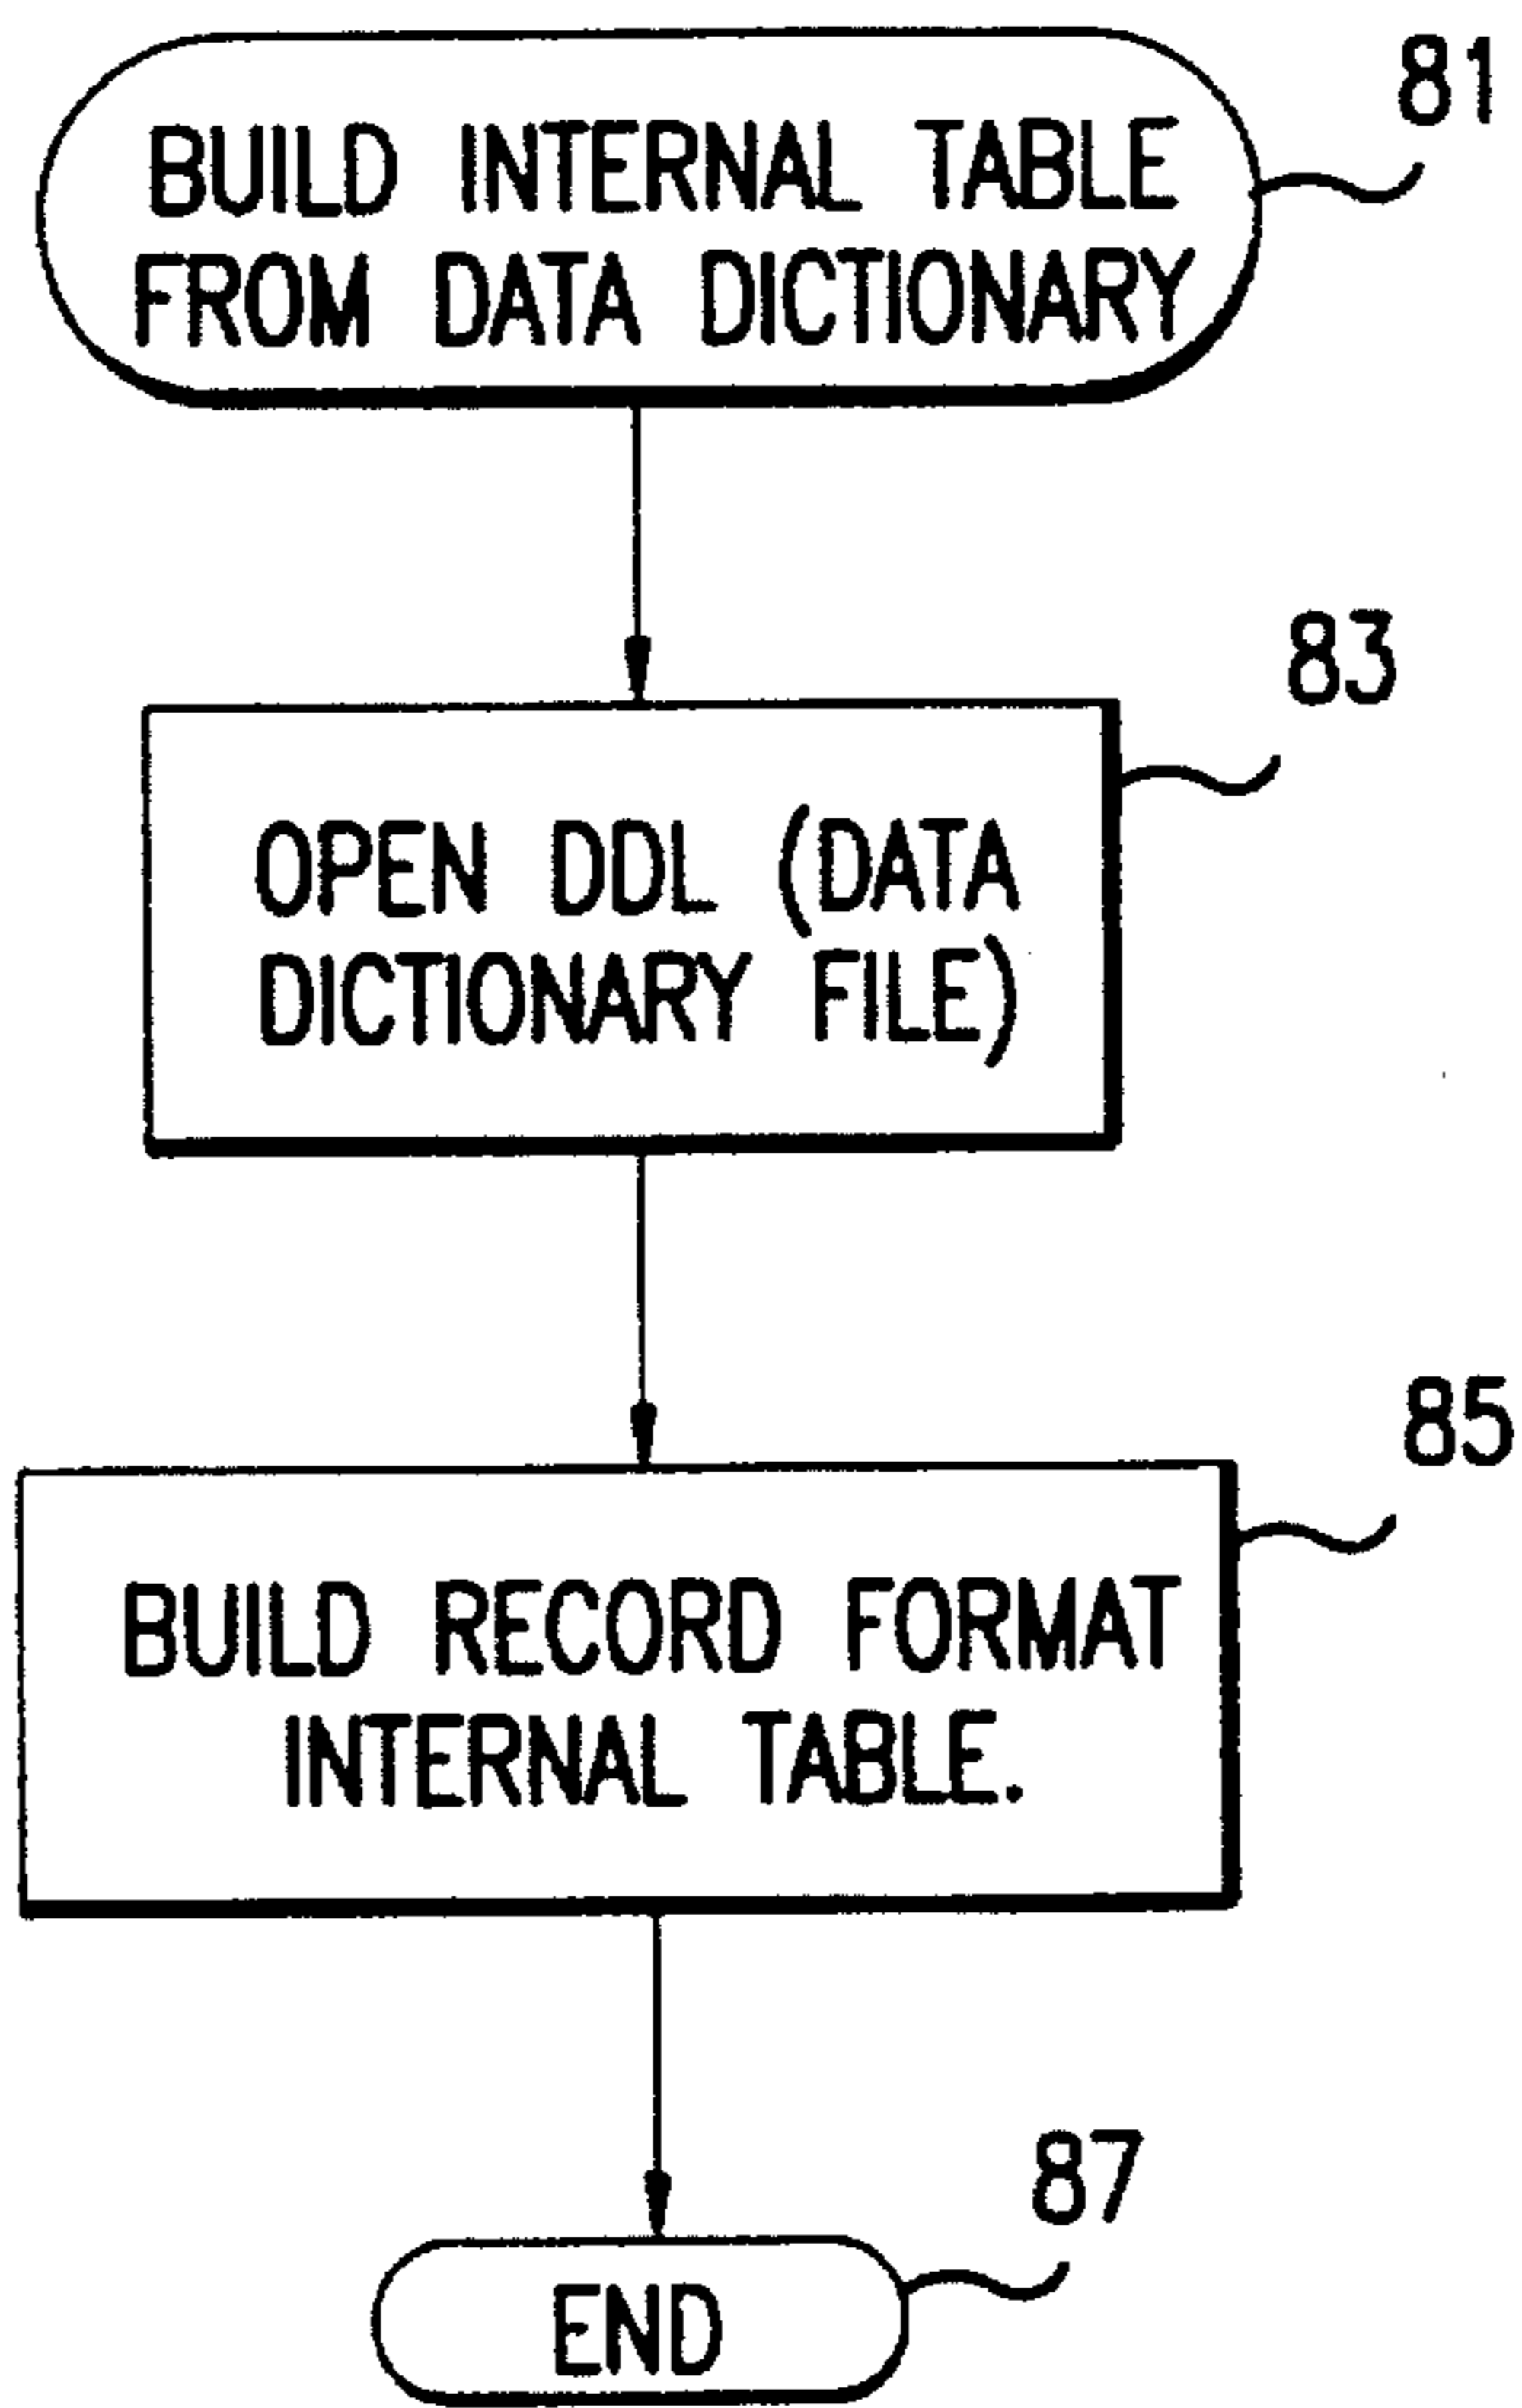 81
BUILD INTERNAL TABLE
FROM DATA DICTIONARY
83
OPEN DDL (DATA
DICTIONARY FILE)
85
BUILD RECORD FORMAT
INTERNAL TABLE.
87
END